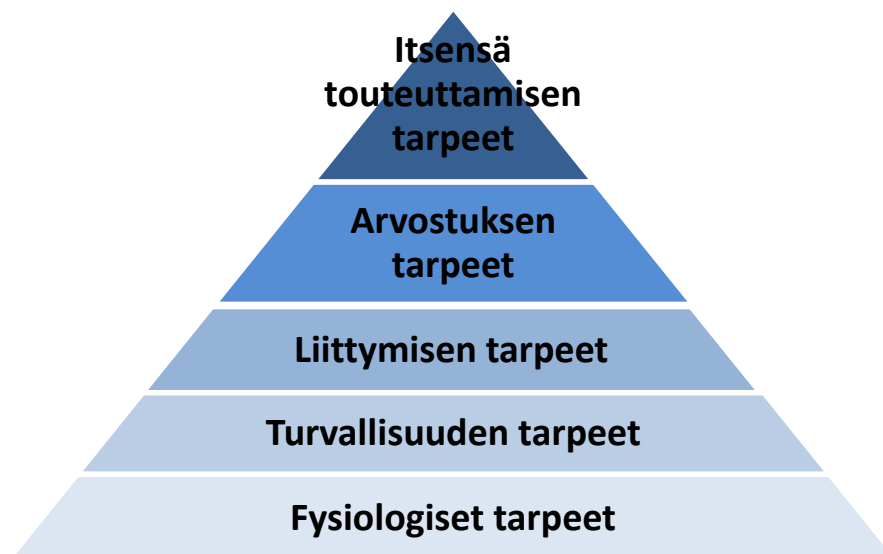 Itsensä
touteuttamisen
tarpeet
Arvostuksen
tarpeet
Liittymisen tarpeet
Turvallisuuden tarpeet
Fysiologiset tarpeet